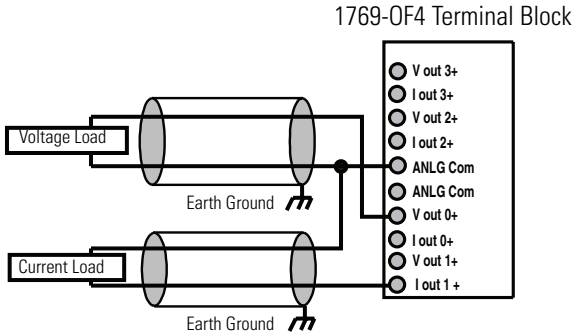 1769-OF4 Terminal Block
V out 3+
I out 3+
V out 2+
I out 2+
ANLG Com
ANLG Com
V out 0+
I out 0+
V out 1+
I out 1 +
Voltage Load
Earth Ground
Current Load
Earth Ground